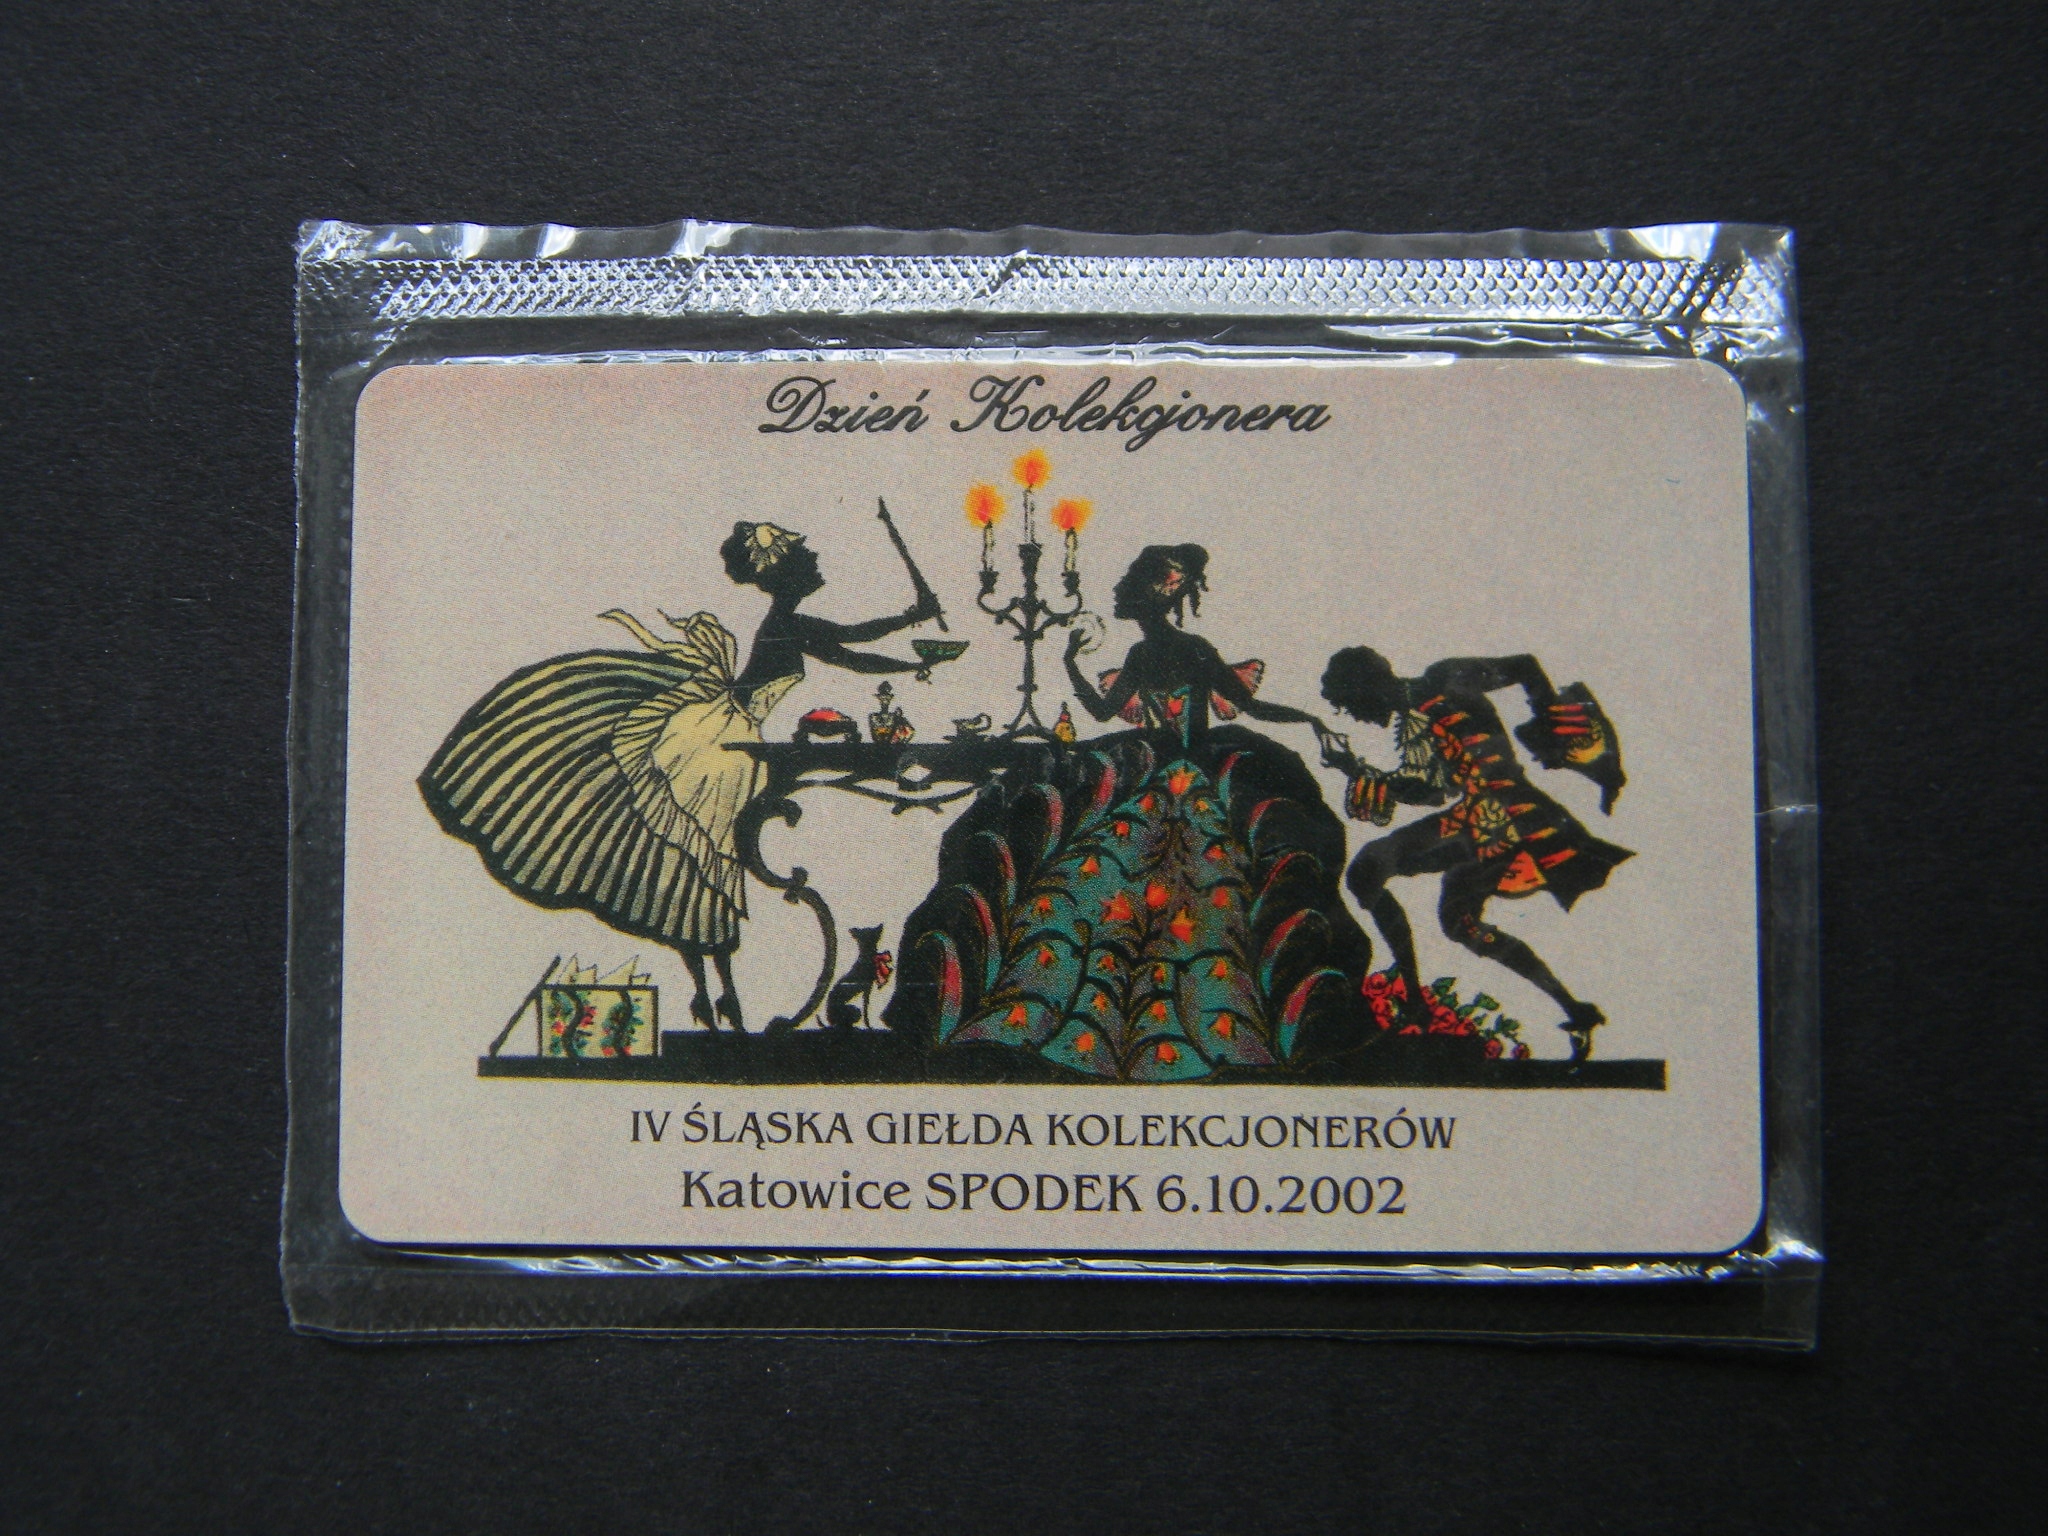 Dzień Kolekcjonera
IV ŚLĄSKA GIEŁDA KOLEKCJONERÓW
Katowice SPODEK 6.10.2002